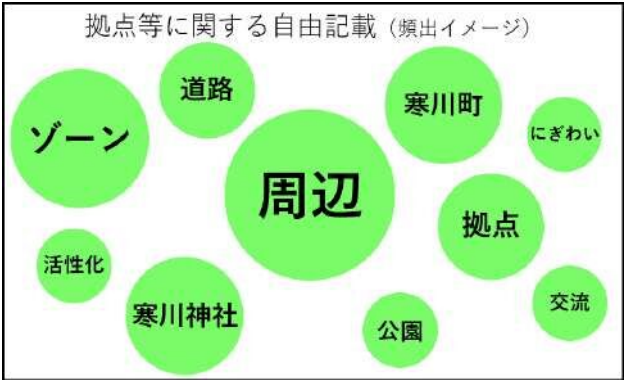 拠点等に関する自由記載（頻出イメージ）
道路
寒川町
ゾーン
にぎわい
周辺
拠点
活性化
寒川神社
交流
公園